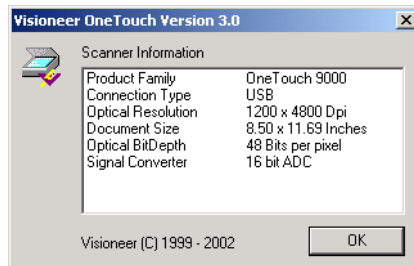 Visioneer OneTouch Version 3.0
Scanner Information
Product Family OneTouch 9000
Connection Type USB
Optical Resolution 1200 x 4800 Dpi
Document Size 8.50 x 11.69 Inches
Optical BitDepth 48 Bits per pixel
Signal Converter 16 bit ADC
Visioneer (C) 1999 - 2002 OK